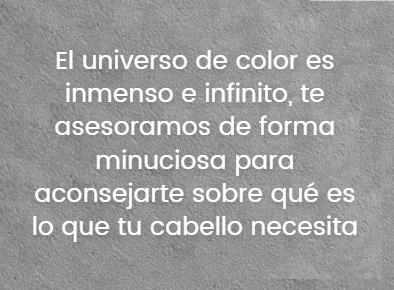 El universo de color es
inmenso e infinito, te
asesoramos de forma
minuciosa para
aconsejarte sobre qué es
lo que tu cabello necesita